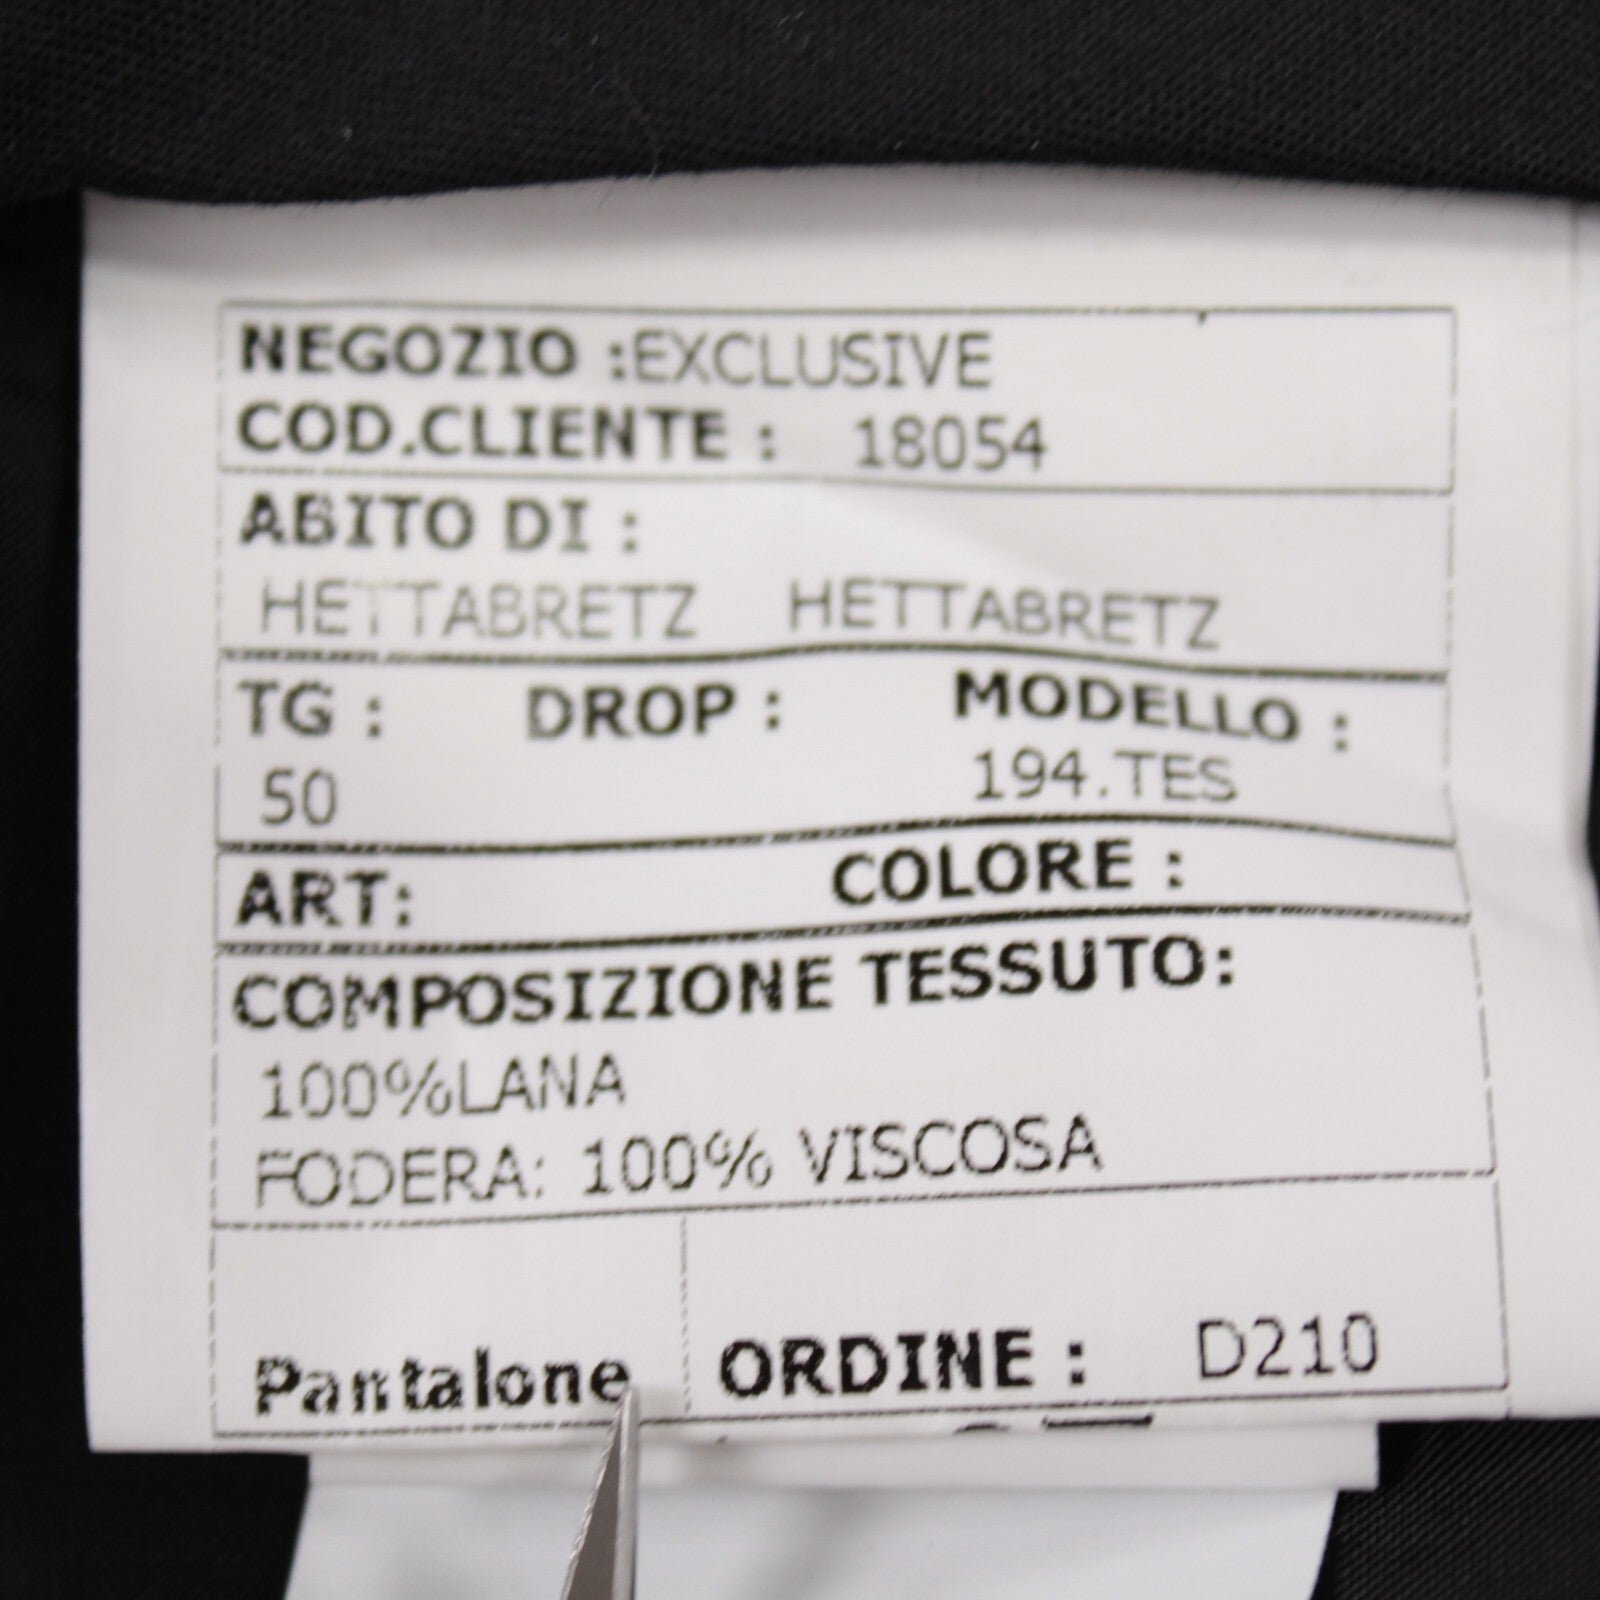 NEGOZIO :EXCLUSIVE
COD.CLIENTE : 18054
ABITO DI :
HETTABRETZ HETTABRETZ
TG : DROP : MODELLO :
50 194.TES
ART: COLORE :
COMPOSIZIONE TESSUTO:
100%LANA
FODERA: 100% VISCOSA
Pantalone ORDINE : D210